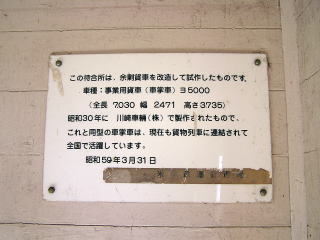 この待合所は、余剰貨車を改造して試作したものです。
車種：事業用貨車（車掌車）ヨ5000
（全長 7030 幅 2471 高さ3735）
昭和30年に 川崎車輛（株）で製作されたもので、
これと同型の車掌車は、現在も貨物列車に連結されて
全国で活躍しています。
昭和59年3月31日